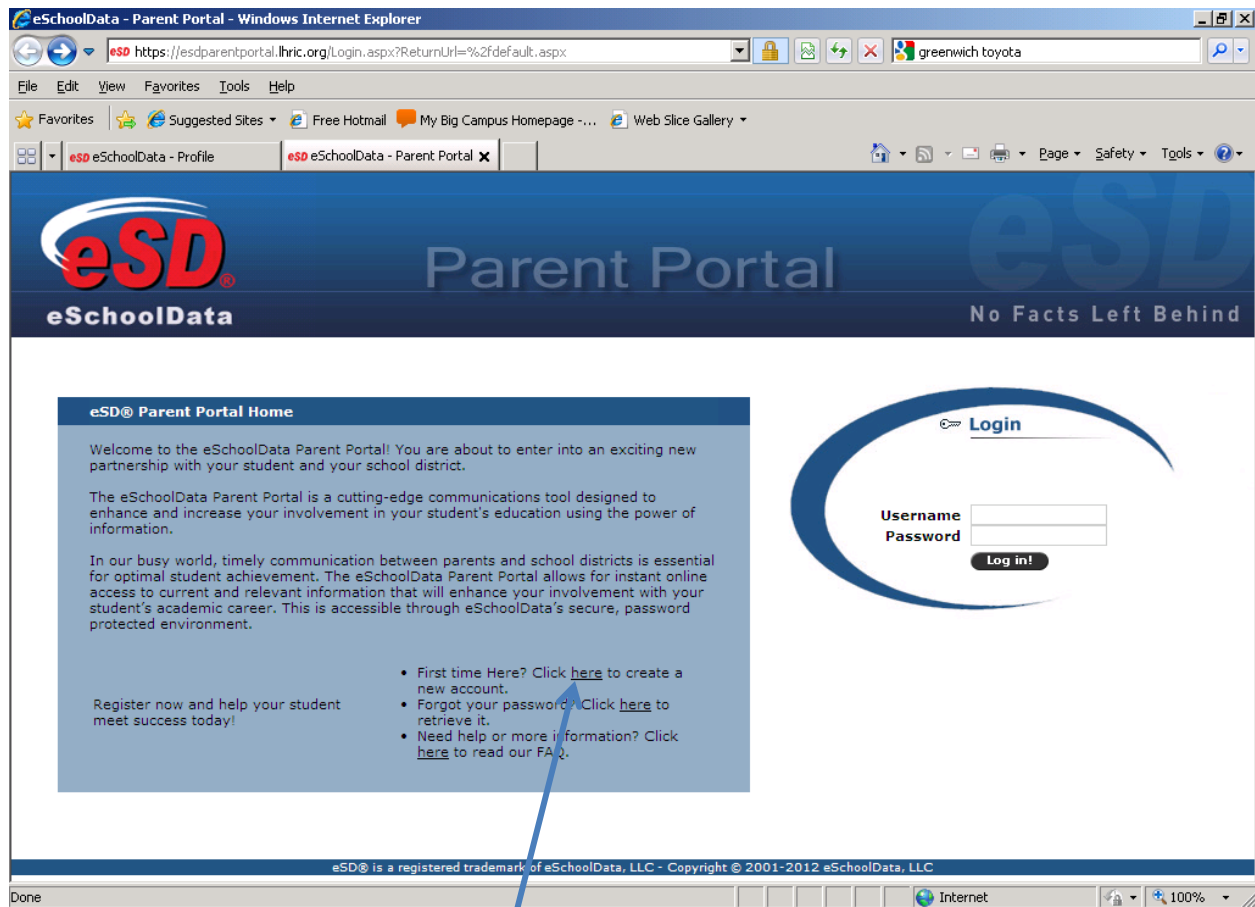 eSchoolData - Parent Portal - Windows Internet Explorer
eSD https://esdparentportal.lhric.org/Login.aspx?ReturnUrl=%2fdefault.aspx
greenwich toyota
File Edit View Favorites Tools Help
Favorites Suggested Sites Free Hotmail My Big Campus Homepage -... Web Slice Gallery
eSD eSchoolData - Profile eSD eSchoolData - Parent Portal Page Safety Tools
eSD
eSD®
Parent Portal
eSchoolData
No Facts Left Behind
eSD® Parent Portal Home
Welcome to the eSchoolData Parent Portal! You are about to enter into an exciting new
partnership with your student and your school district.
The eSchoolData Parent Portal is a cutting-edge communications tool designed to
enhance and increase your involvement in your student's education using the power of
information.
In our busy world, timely communication between parents and school districts is essential
for optimal student achievement. The eSchoolData Parent Portal allows for instant online
access to current and relevant information that will enhance your involvement with your
student's academic career. This is accessible through eSchoolData's secure, password
protected environment.
Register now and help your student
meet success today!
• First time Here? Click here to create a
new account.
• Forgot your password? Click here to
retrieve it.
• Need help or more information? Click
here to read our FAQ.
Login
Username
Password
Log in!
eSD® is a registered trademark of eSchoolData, LLC - Copyright © 2001-2012 eSchoolData, LLC
Done Internet 100%